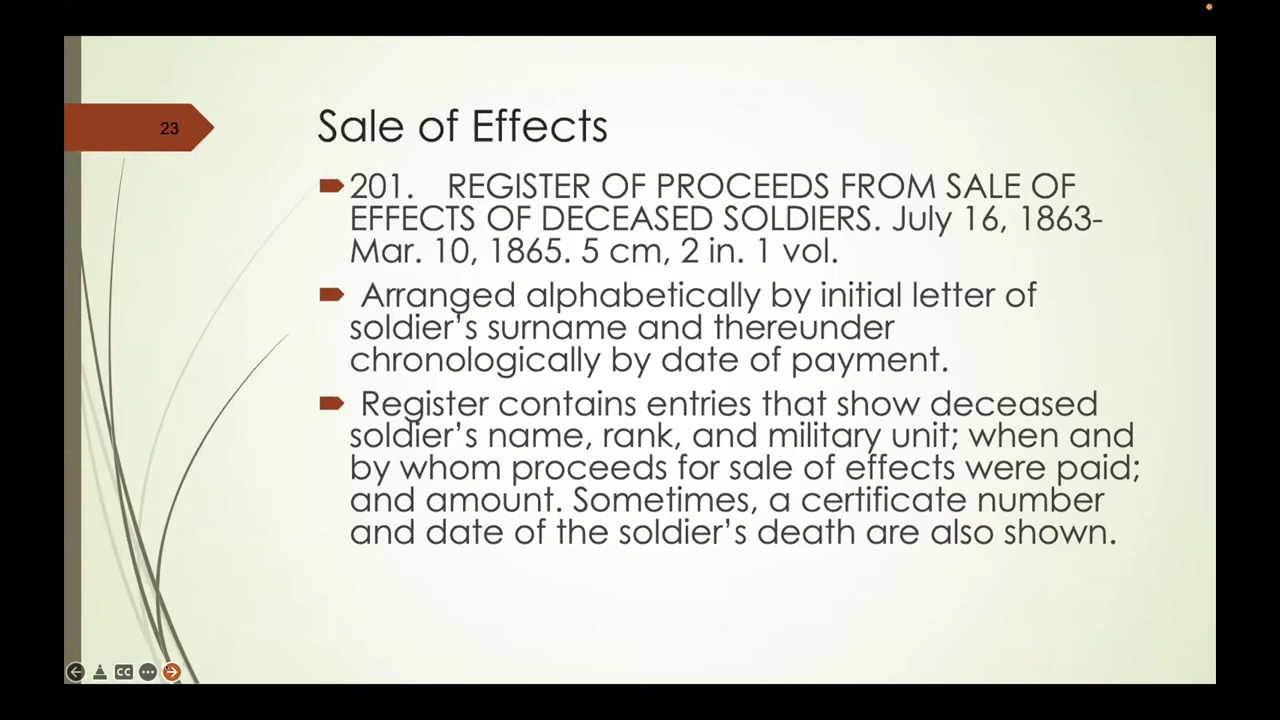 23
Sale of Effects
201. REGISTER OF PROCEEDS FROM SALE OF
EFFECTS OF DECEASED SOLDIERS. July 16, 1863-
Mar. 10, 1865. 5 cm, 2 in. 1 vol.
Arranged alphabetically by initial letter of
soldier's surname and thereunder
chronologically by date of payment.
Register contains entries that show deceased
soldier's name, rank, and military unit; when and
by whom proceeds for sale of effects were paid;
and amount. Sometimes, a certificate number
and date of the soldier's death are also shown.
CC